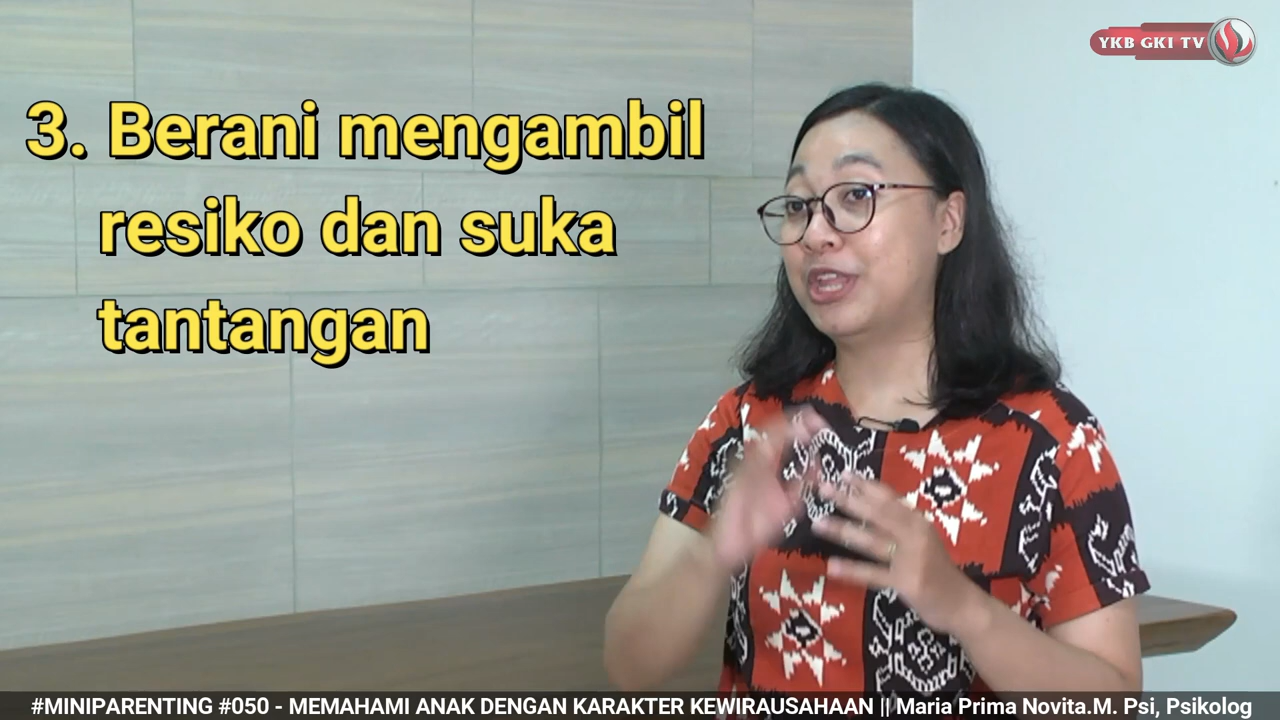 YKB GKI TV
3. Berani mengambil
resiko dan suka
tantangan
#MINIPARENTING #050 - MEMAHAMI ANAK DENGAN KARAKTER KEWIRAUSAHAAN || Maria Prima Novita.M. Psi, Psikolog